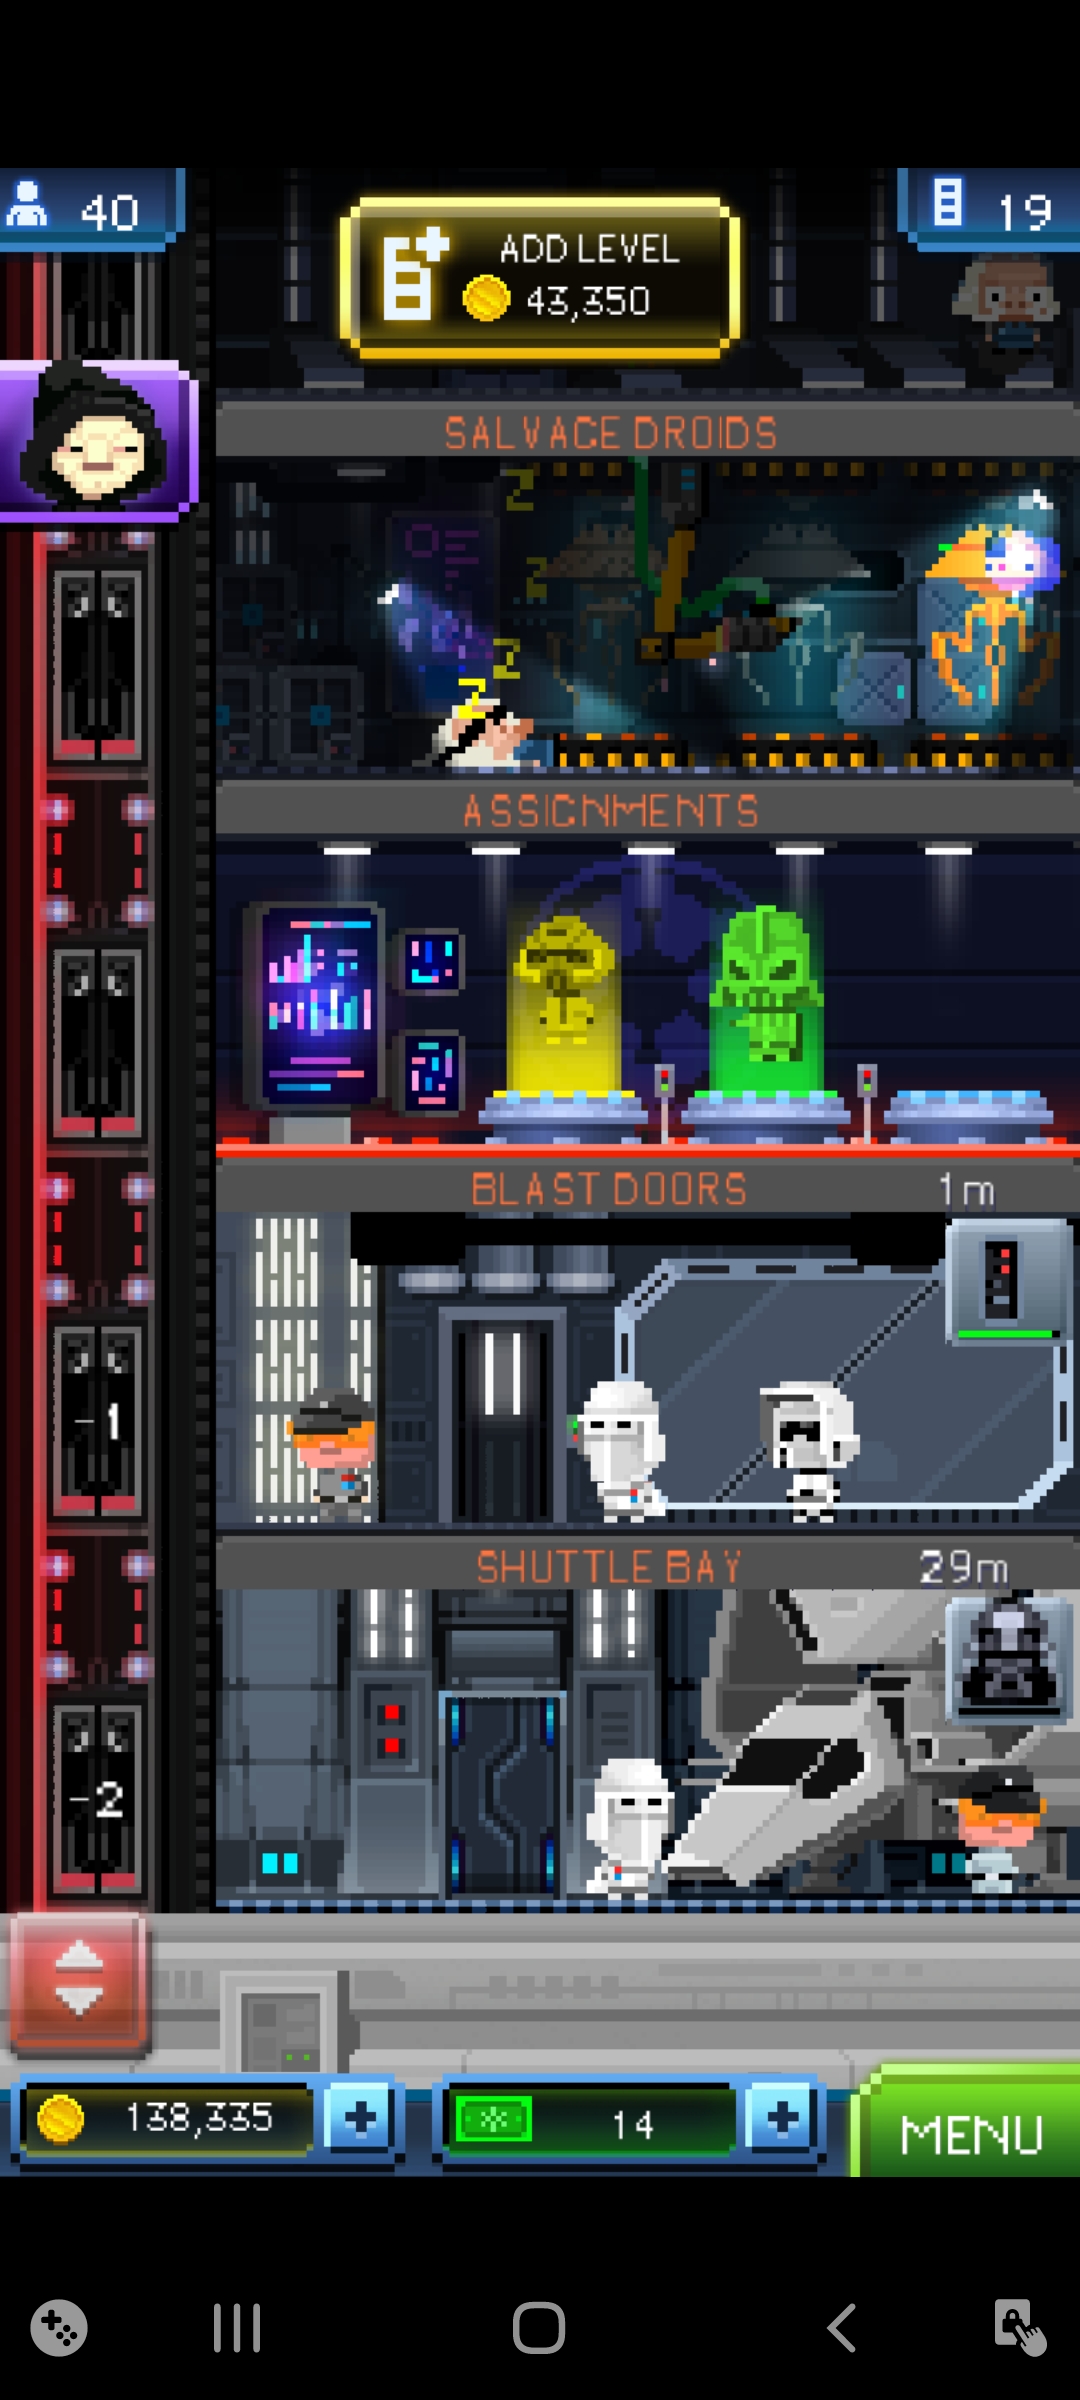 40
ADD LEVEL
43,350
19
SALVAGE DROIDS
Z
Z
Z
Z
ASSIGNMENTS
BLAST DOORS 1m
-1
SHUTTLE BAY 29m
-2
138,335
14
MENU